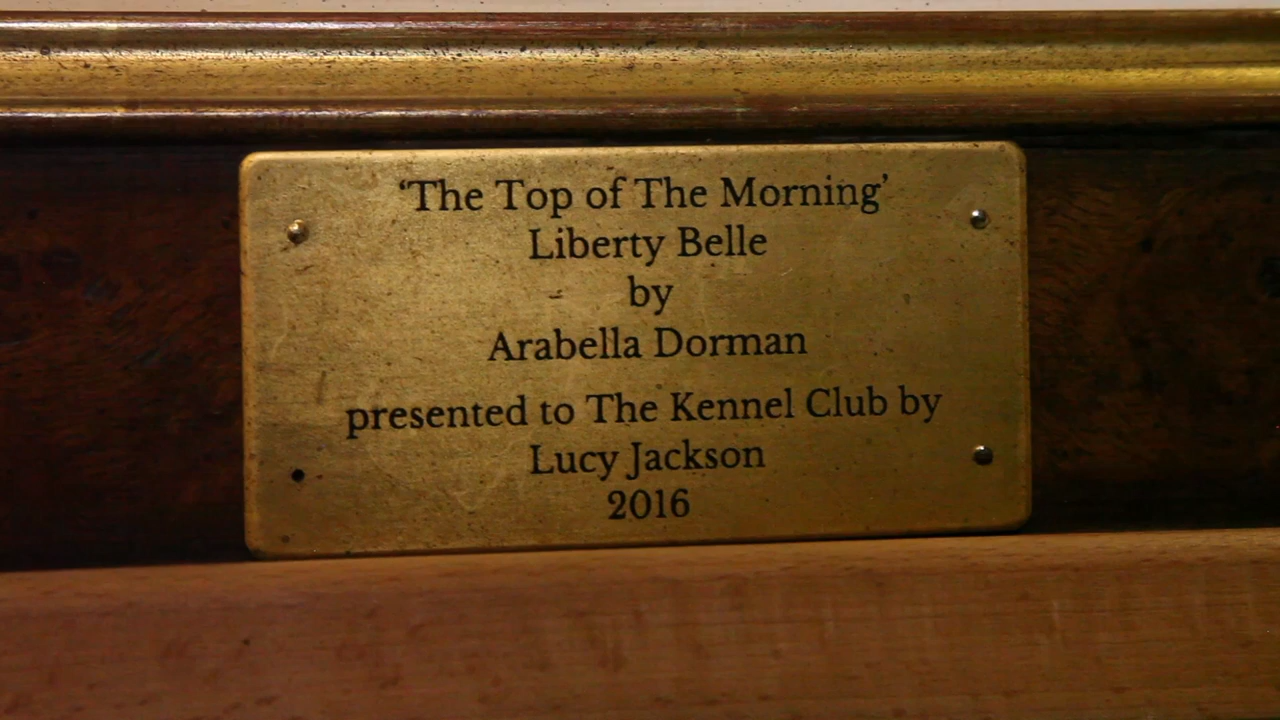 ‘The Top of The Morning’
Liberty Belle
by
Arabella Dorman
presented to The Kennel Club by
Lucy Jackson
2016